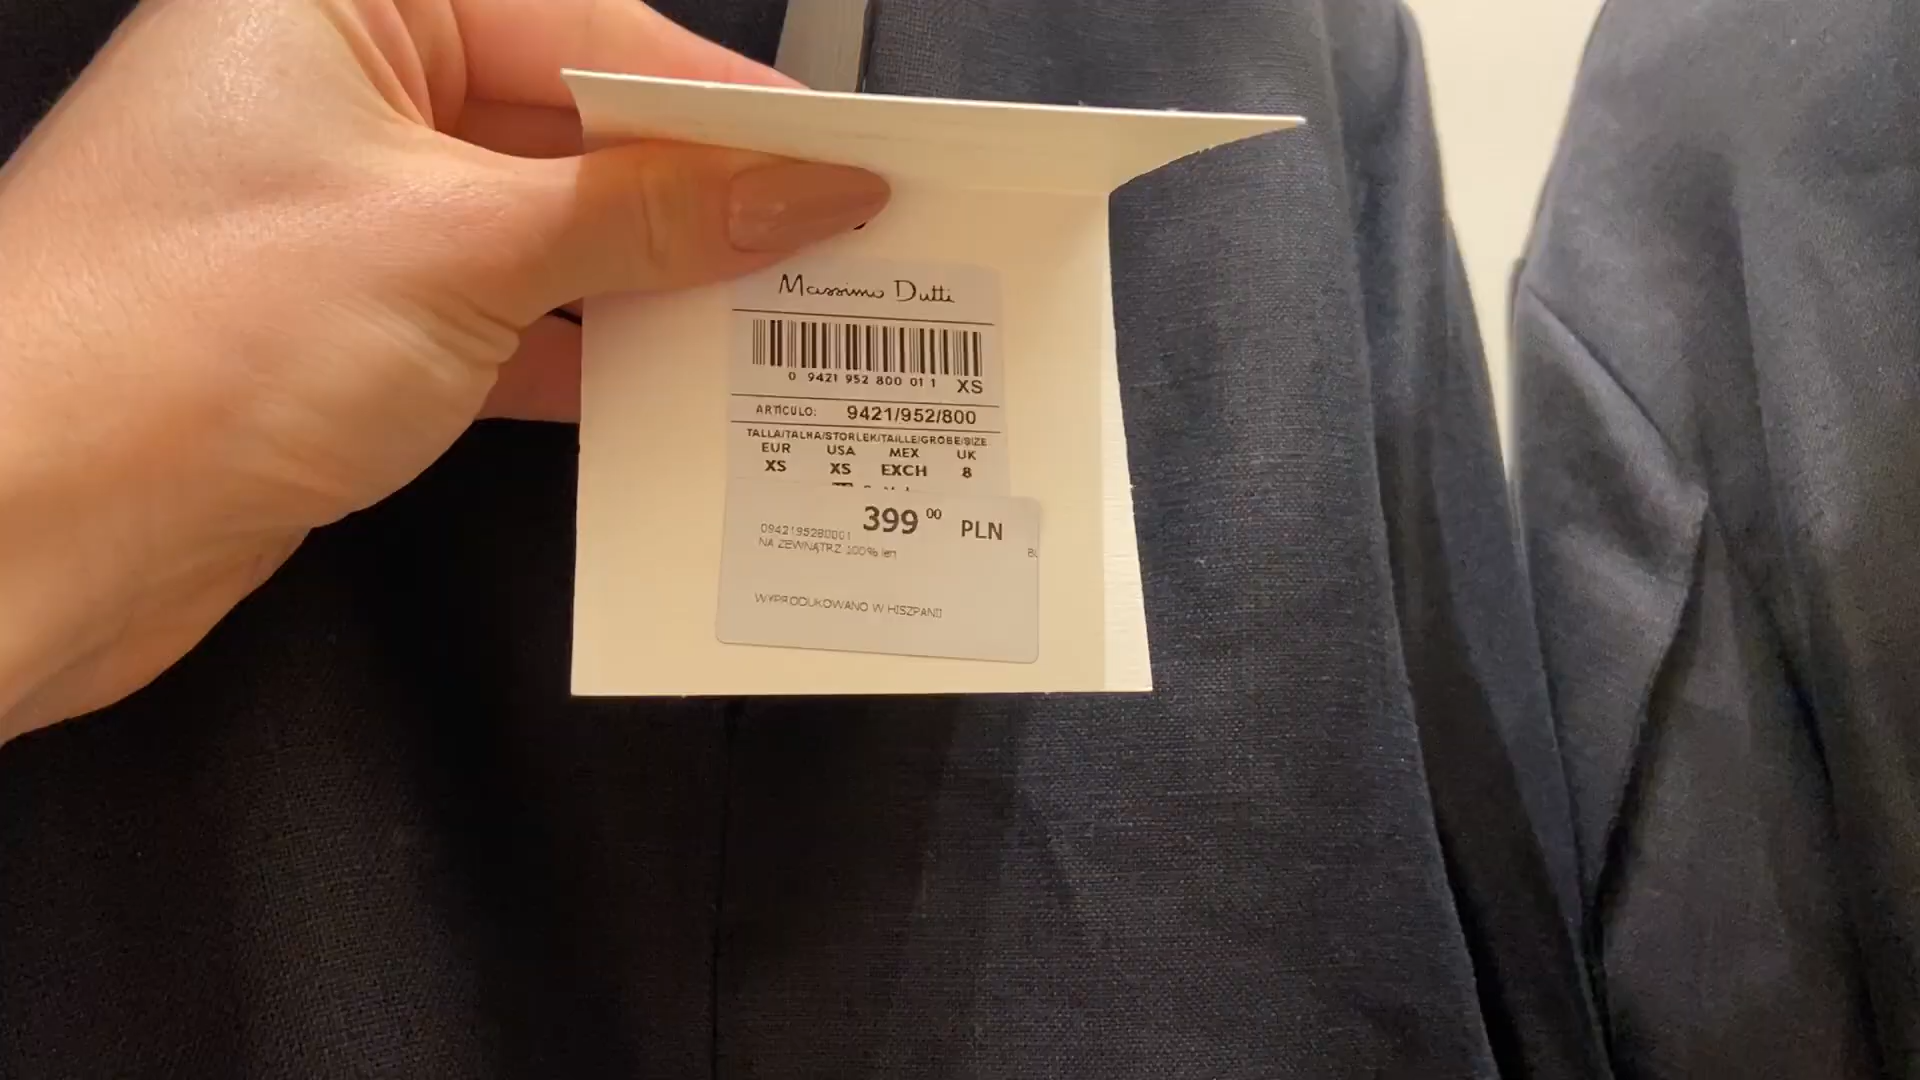 Massimo Dutti
0 9421 952 800 01 1 XS
ARTICULO: 9421/952/800
TALLA/TALHA/STORLEK/TAILLE/GRÖBE/SIZE
EUR USA MEX UK
XS XS EXCH 8
399 00 PLN
0942195280001
NA ZEWNĄTRZ 100% len
WYPRODUKOWANO W HISZPANII